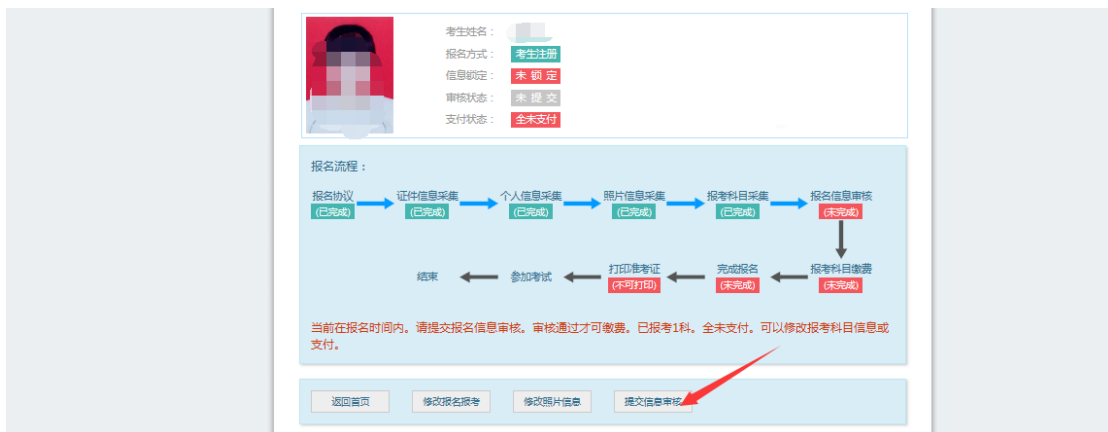 考生姓名：
报名方式： 考生注册
信息锁定： 未 锁 定
审核状态： 未 提 交
支付状态： 全未支付
报名流程：
报名协议 证件信息采集 个人信息采集 照片信息采集 报考科目采集 报名信息审核
(已完成) (已完成) (已完成) (已完成) (已完成) (未完成)
结束 参加考试 打印准考证 完成报名 报考科目缴费
(不可打印) (未完成) (未完成)
当前在报名时间内。请提交报名信息审核。审核通过才可缴费。已报考1科。全未支付。可以修改报考科目信息或
支付。
返回首页 修改报名报考 修改照片信息 提交信息审核